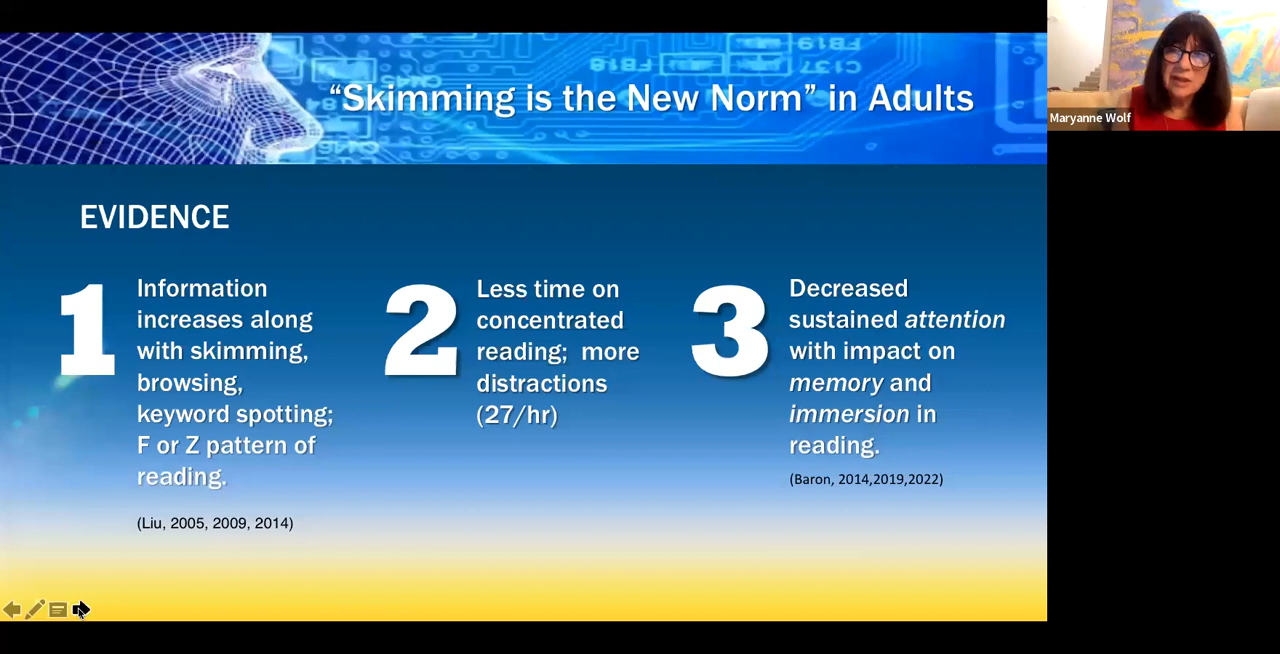 "Skimming is the New Norm" in Adults
Maryanne Wolf
EVIDENCE
1
Information
increases along
with skimming,
browsing,
keyword spotting;
F or Z pattern of
reading.
(Liu, 2005, 2009, 2014)
2
Less time on
concentrated
reading;  more
distractions
(27/hr)
3
Decreased
sustained attention
with impact on
memory and
immersion in
reading.
(Baron, 2014,2019,2022)